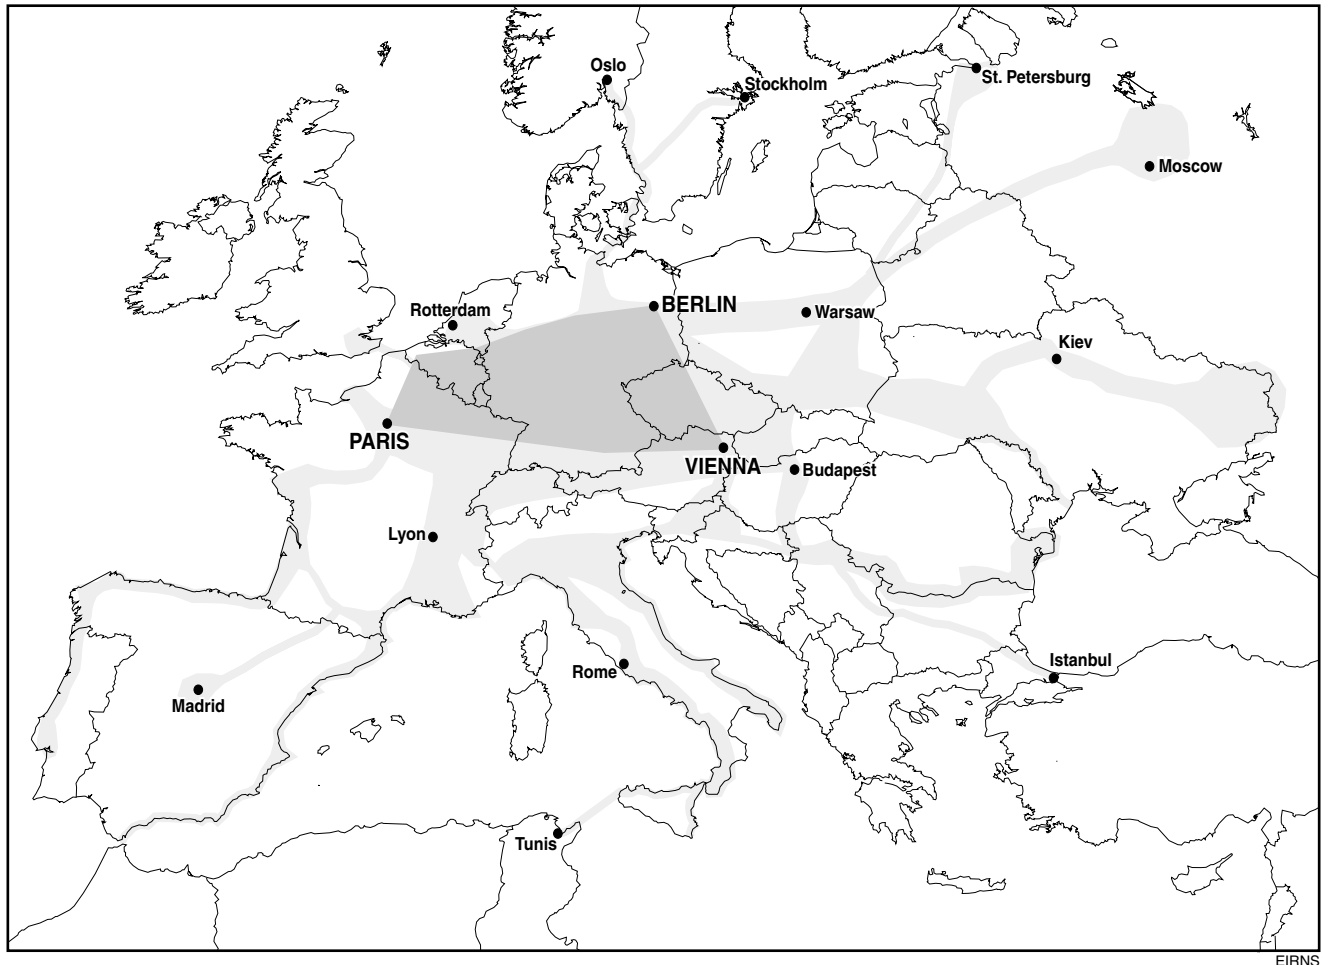 Oslo
Stockholm
St. Petersburg
Moscow
Rotterdam
BERLIN
Warsaw
Kiev
PARIS
VIENNA
Budapest
Lyon
Rome
Istanbul
Madrid
Tunis
EIRNS